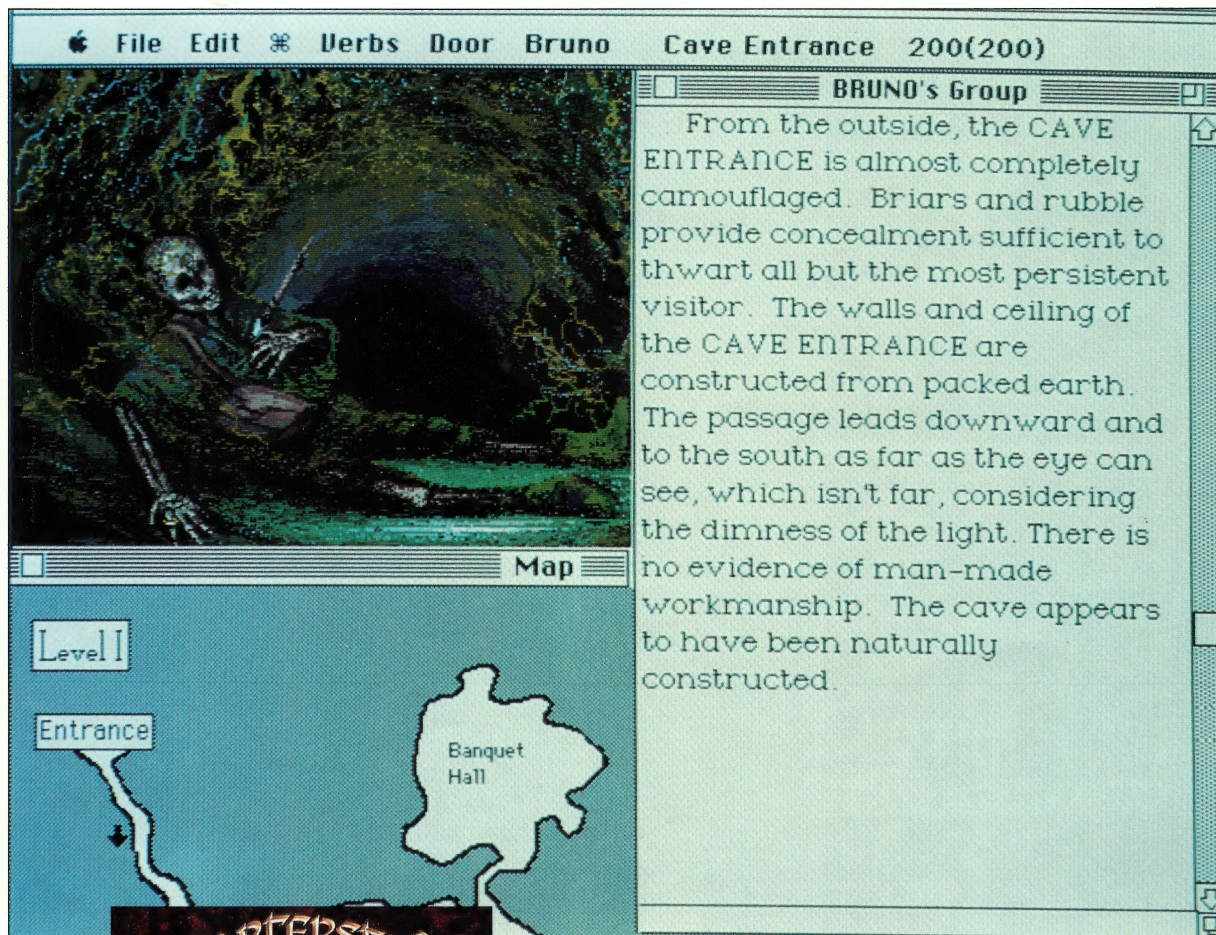 File Edit ⌘ Verbs Door Bruno Cave Entrance 200(200)
BRUNO's Group
From the outside, the CAVE
ENTRANCE is almost completely
camouflaged. Briars and rubble
provide concealment sufficient to
thwart all but the most persistent
visitor. The walls and ceiling of
the CAVE ENTRANCE are
constructed from packed earth.
The passage leads downward and
to the south as far as the eye can
see, which isn't far, considering
the dimness of the light. There is
no evidence of man-made
workmanship. The cave appears
to have been naturally
constructed.
Map
Level I
Entrance
Banquet
Hall